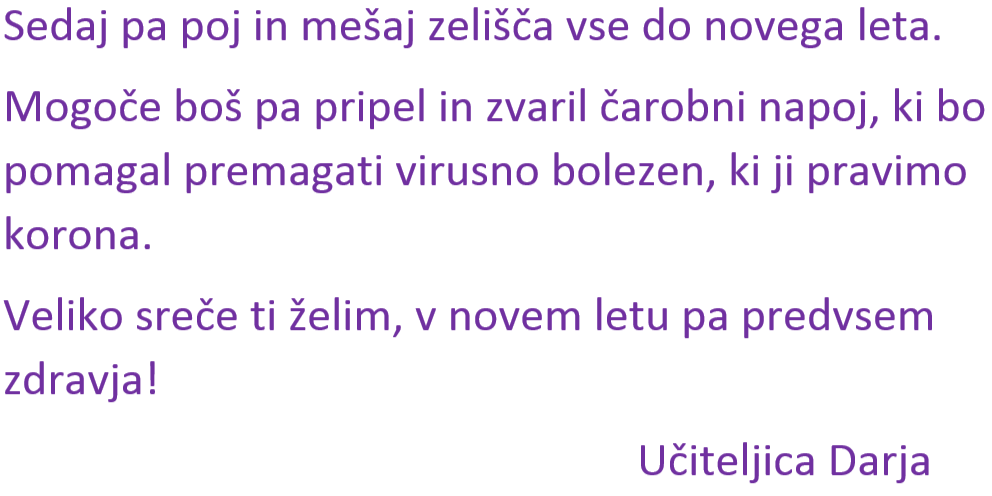 Sedaj pa poj in mešaj zelišča vse do novega leta.
Mogoče boš pa pripel in zvaril čarobni napoj, ki bo
pomagal premagati virusno bolezen, ki ji pravimo
korona.
Veliko sreče ti želim, v novem letu pa predvsem
zdravja!
Učiteljica Darja